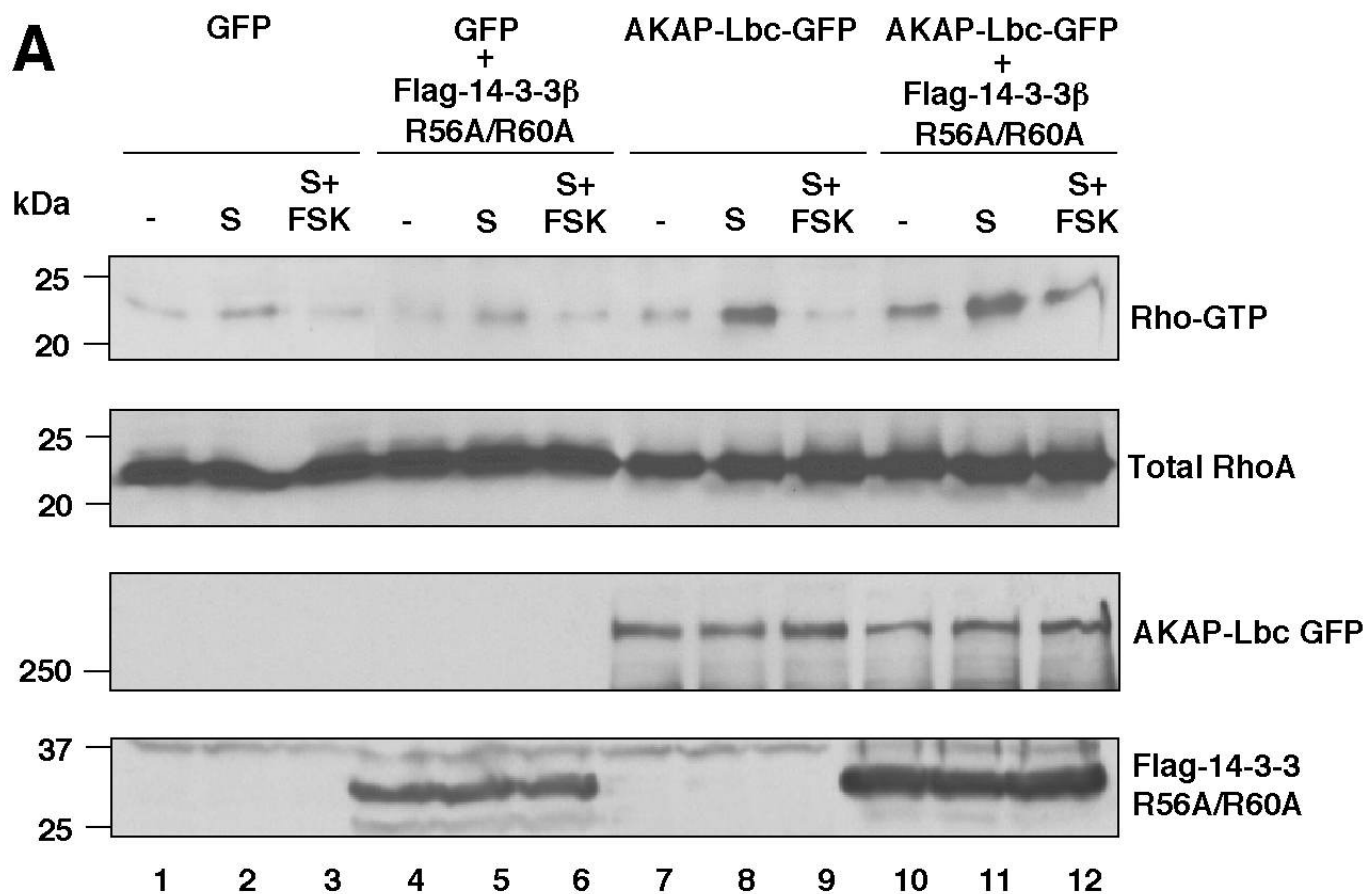 A
GFP
GFP
+
Flag-14-3-3β
R56A/R60A
AKAP-Lbc-GFP
AKAP-Lbc-GFP
+
Flag-14-3-3β
R56A/R60A
kDa
- S S+ FSK - S S+ FSK - S S+ FSK - S S+ FSK
25
20
Rho-GTP
25
20
Total RhoA
250
AKAP-Lbc GFP
37
25
Flag-14-3-3
R56A/R60A
1 2 3 4 5 6 7 8 9 10 11 12